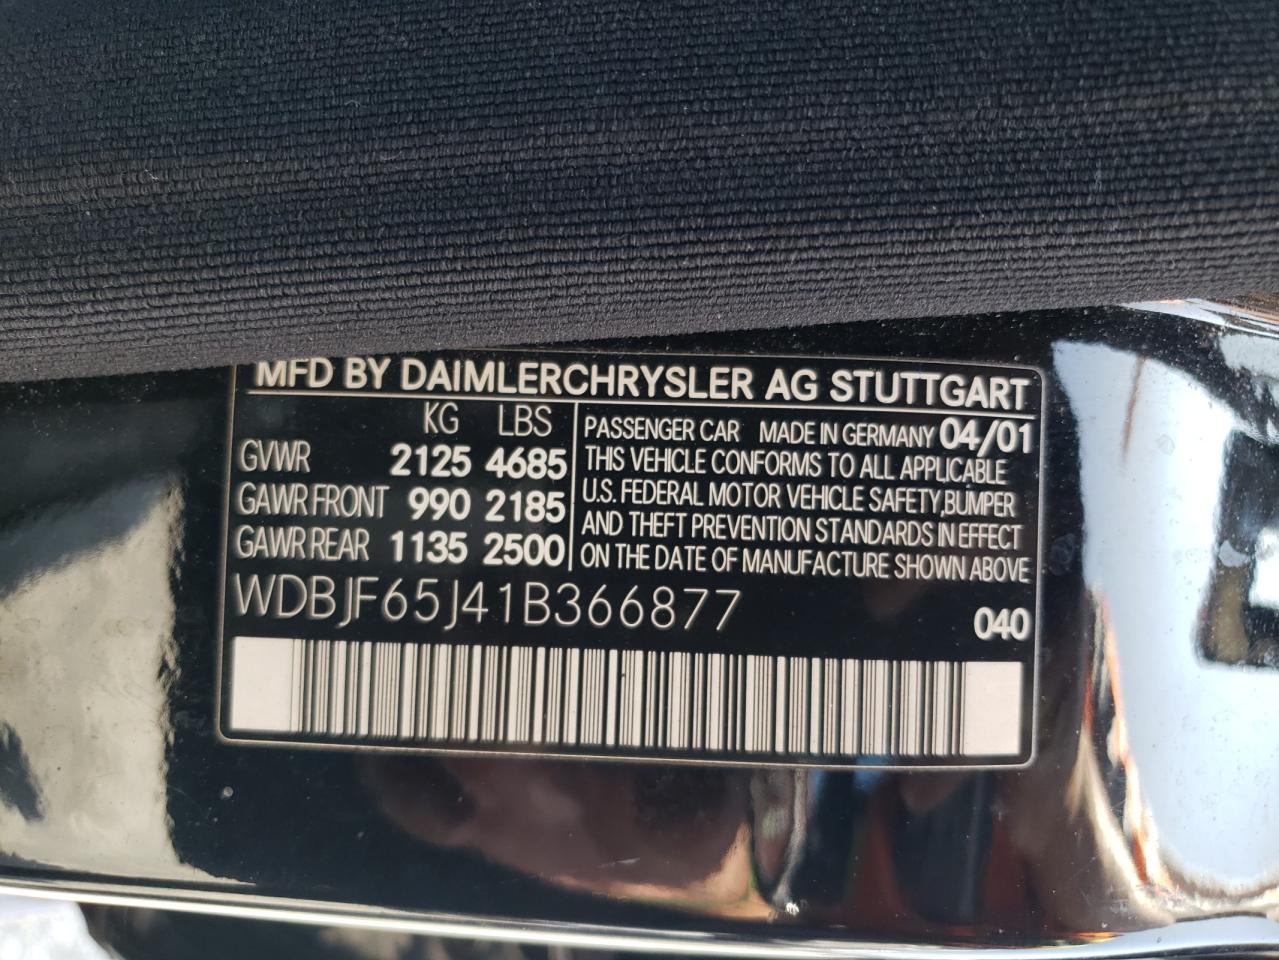 MFD BY DAIMLERCHRYSLER AG STUTTGART
KG LBS
GVWR 2125 4685
GAWR FRONT 990 2185
GAWR REAR 1135 2500
PASSENGER CAR MADE IN GERMANY 04/01
THIS VEHICLE CONFORMS TO ALL APPLICABLE
U.S. FEDERAL MOTOR VEHICLE SAFETY,BUMPER
AND THEFT PREVENTION STANDARDS IN EFFECT
ON THE DATE OF MANUFACTURE SHOWN ABOVE
WDBJF65J41B366877
040